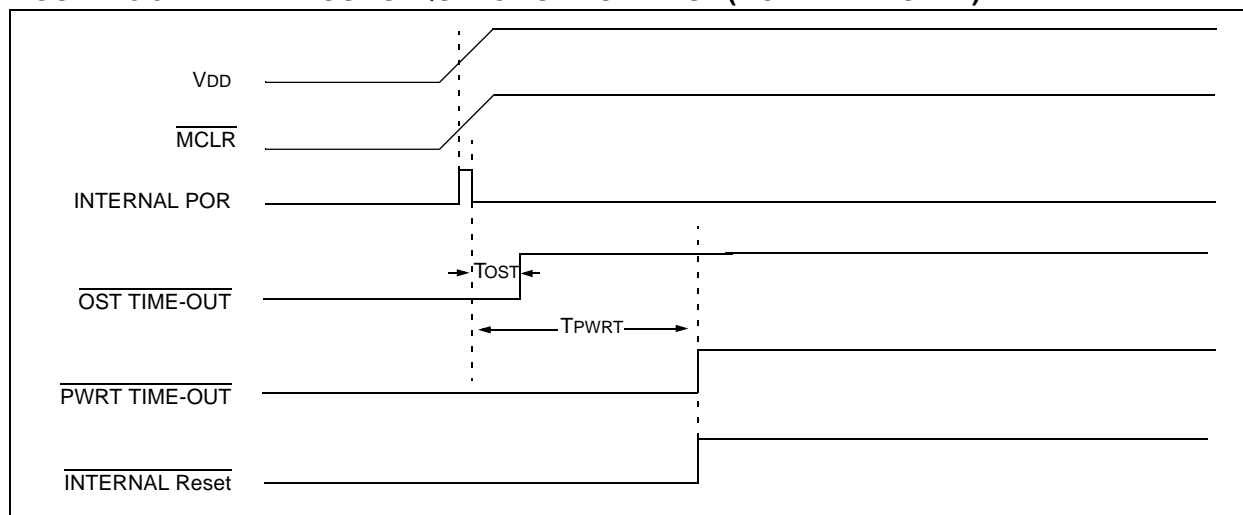 VDD
MCLR
INTERNAL POR
TOST
OST TIME-OUT
TPWRT
PWRT TIME-OUT
INTERNAL Reset